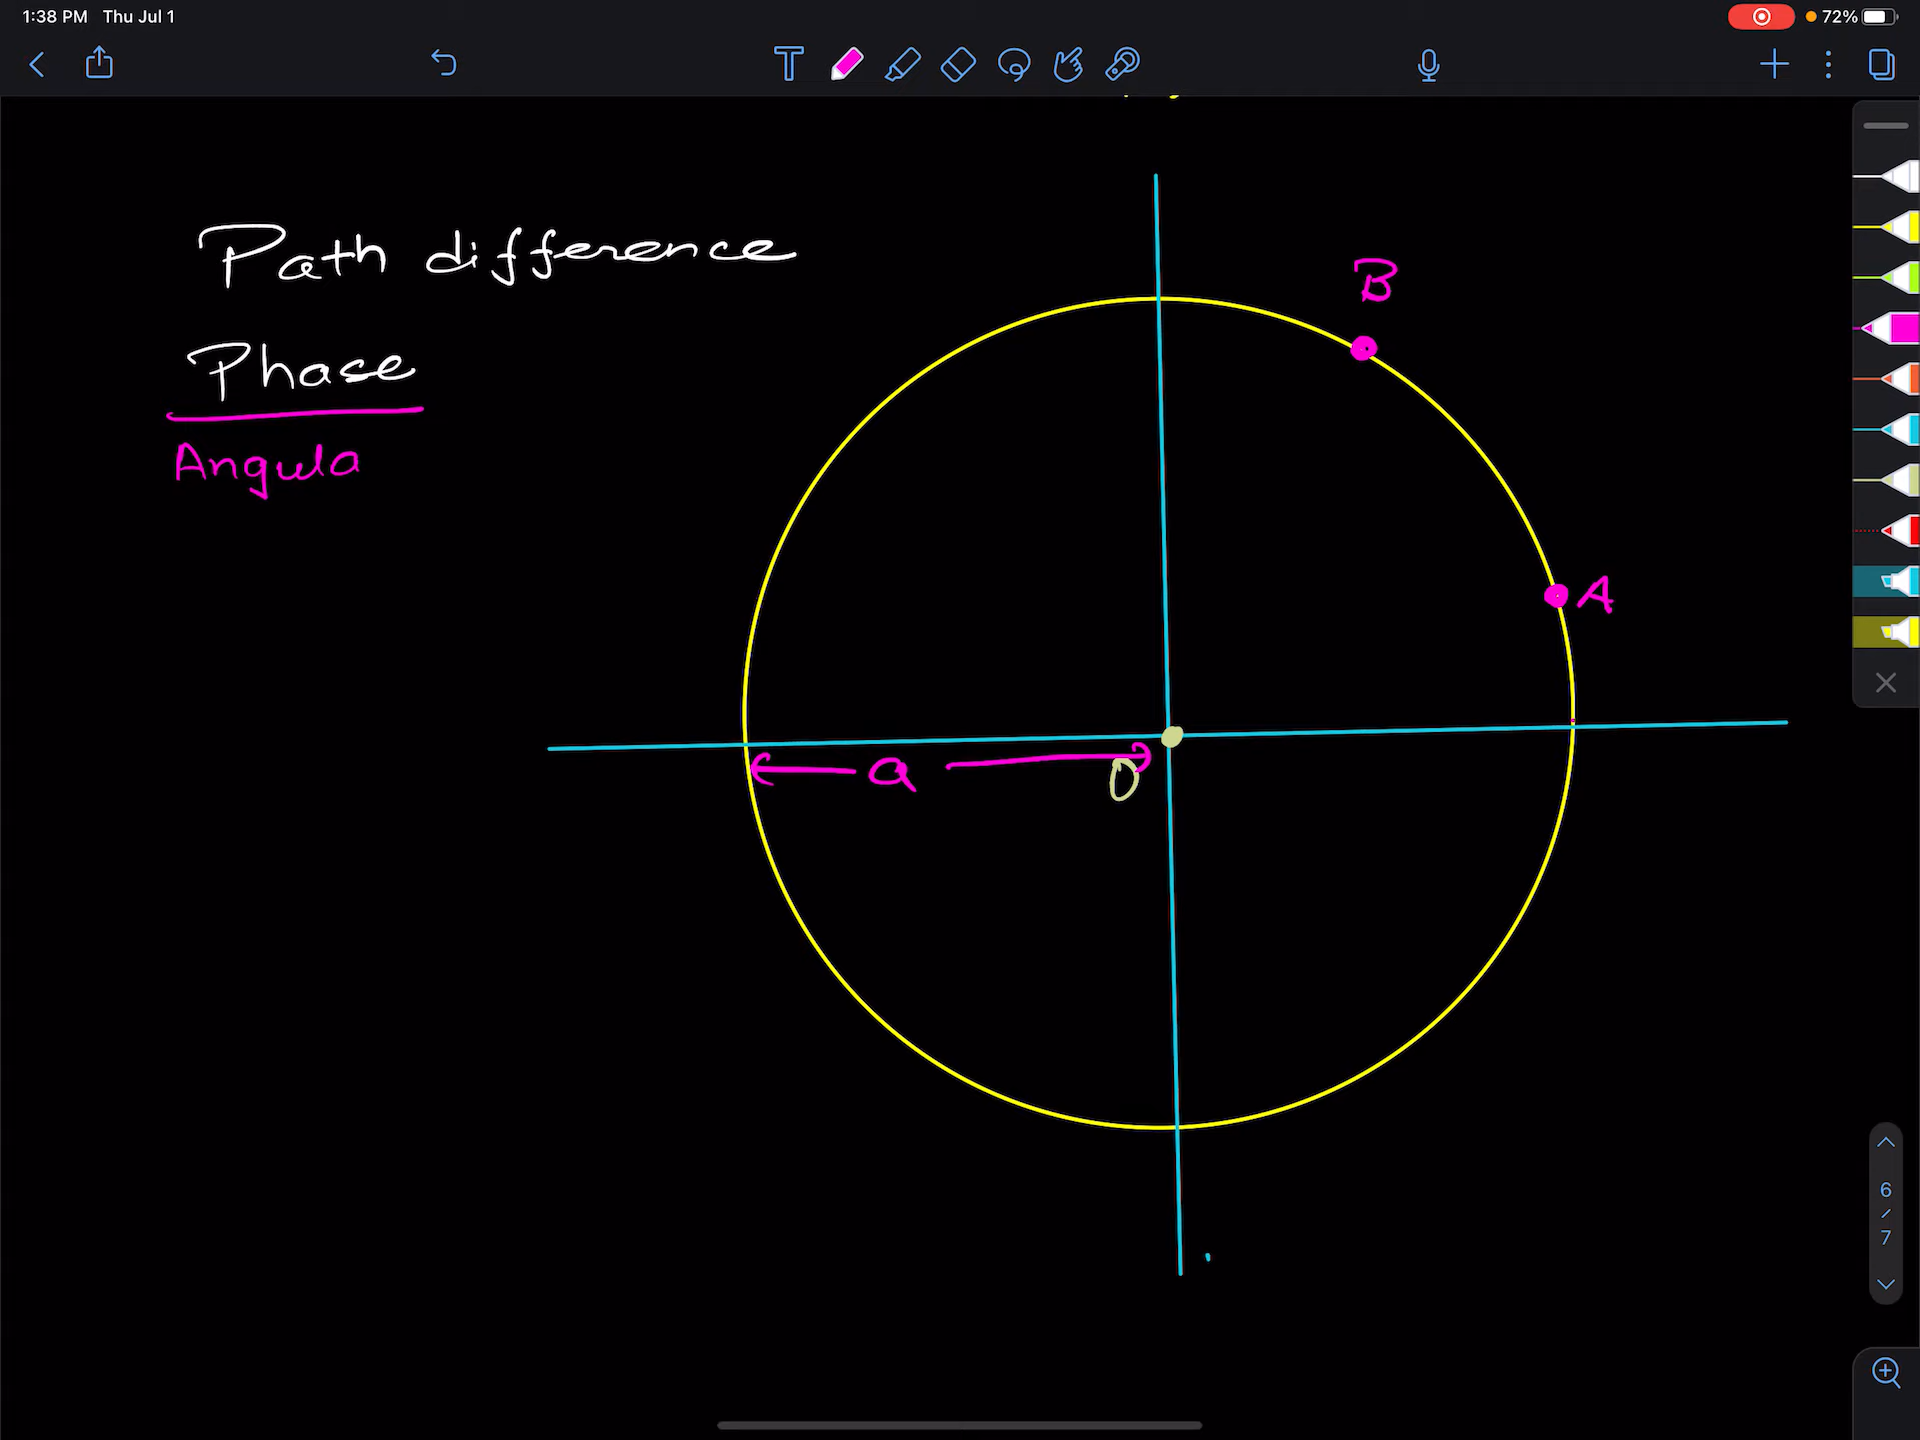 1:38 PM Thu Jul 1
72%
T
Path difference
Phase
Angula
B
A
a
O
6
/
7